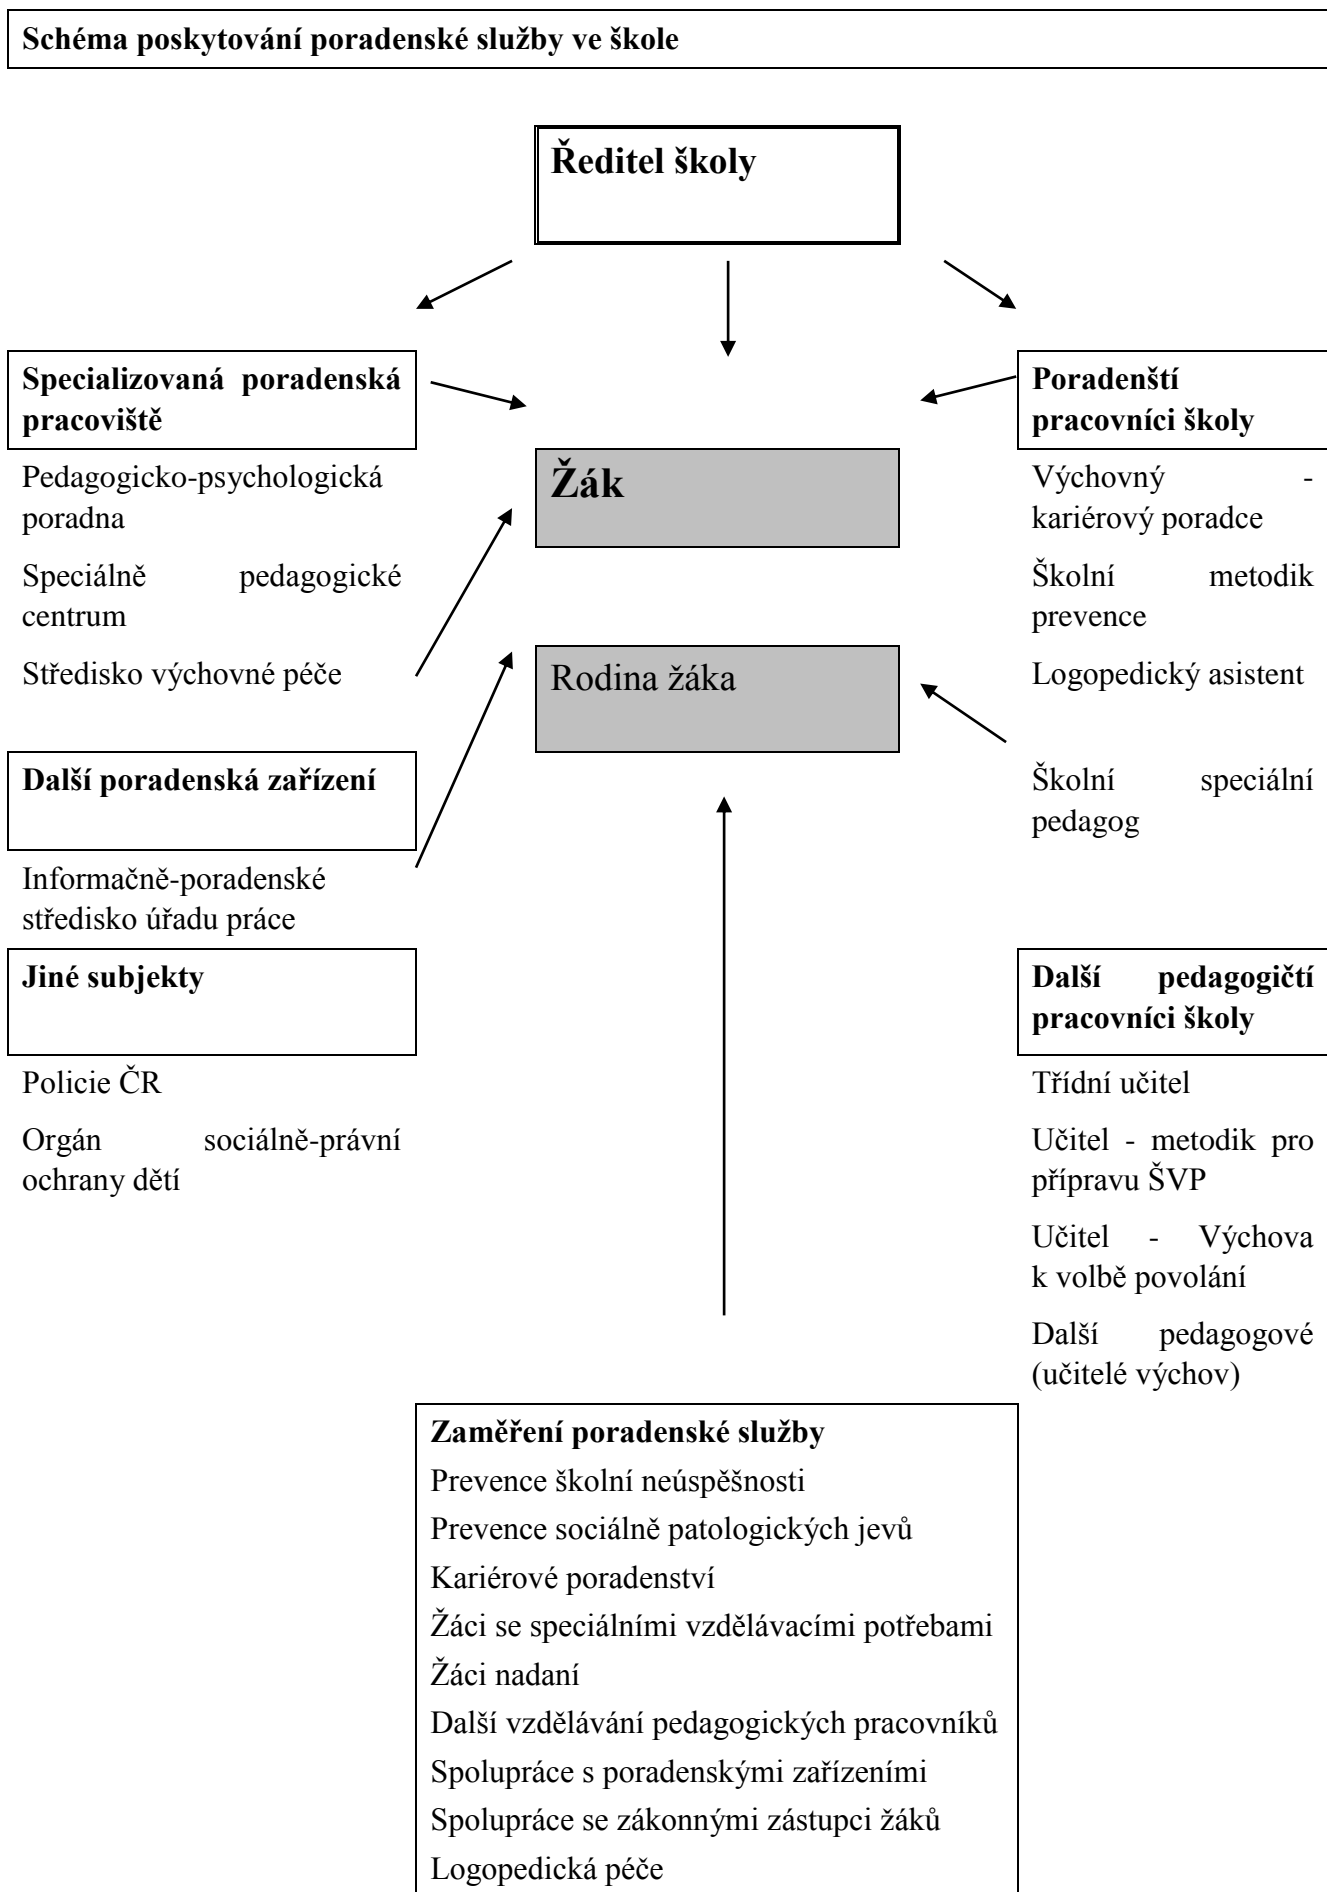 Schéma poskytování poradenské služby ve škole
Ředitel školy
Specializovaná poradenská
pracoviště
Pedagogicko-psychologická
poradna
Speciálně pedagogické
centrum
Středisko výchovné péče
Další poradenská zařízení
Informačně-poradenské
středisko úřadu práce
Jiné subjekty
Policie ČR
Orgán sociálně-právní
ochrany dětí
Žák
Rodina žáka
Poradenští
pracovníci školy
Výchovný -
kariérový poradce
Školní metodik
prevence
Logopedický asistent
Školní speciální
pedagog
Další pedagogičtí
pracovníci školy
Třídní učitel
Učitel - metodik pro
přípravu ŠVP
Učitel - Výchova
k volbě povolání
Další pedagogové
(učitelé výchov)
Zaměření poradenské služby
Prevence školní neúspěšnosti
Prevence sociálně patologických jevů
Kariérové poradenství
Žáci se speciálními vzdělávacími potřebami
Žáci nadaní
Další vzdělávání pedagogických pracovníků
Spolupráce s poradenskými zařízeními
Spolupráce se zákonnými zástupci žáků
Logopedická péče